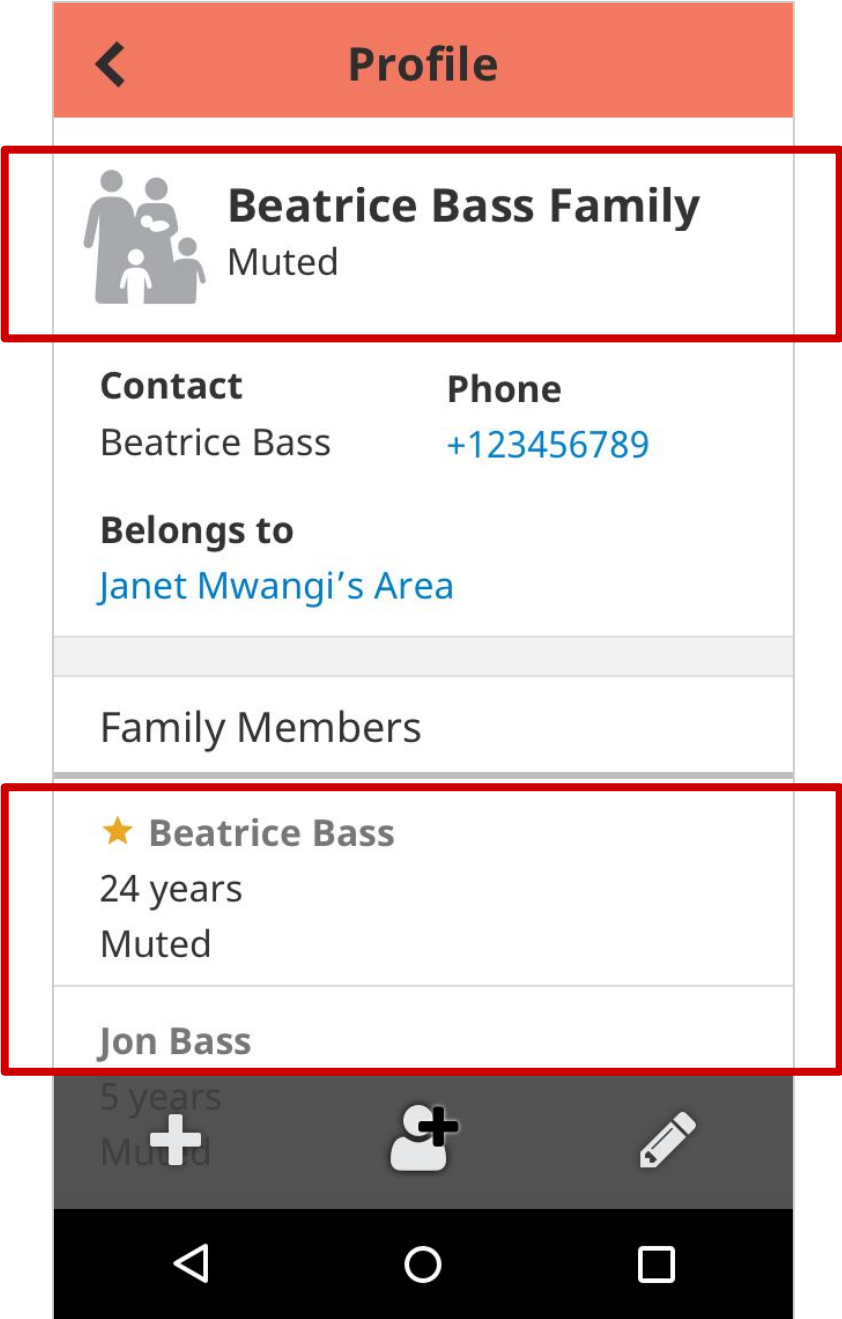 Profile
Beatrice Bass Family
Muted
Contact Phone
Beatrice Bass +123456789
Belongs to
Janet Mwangi’s Area
Family Members
Beatrice Bass
24 years
Muted
Jon Bass
5 years
Muted